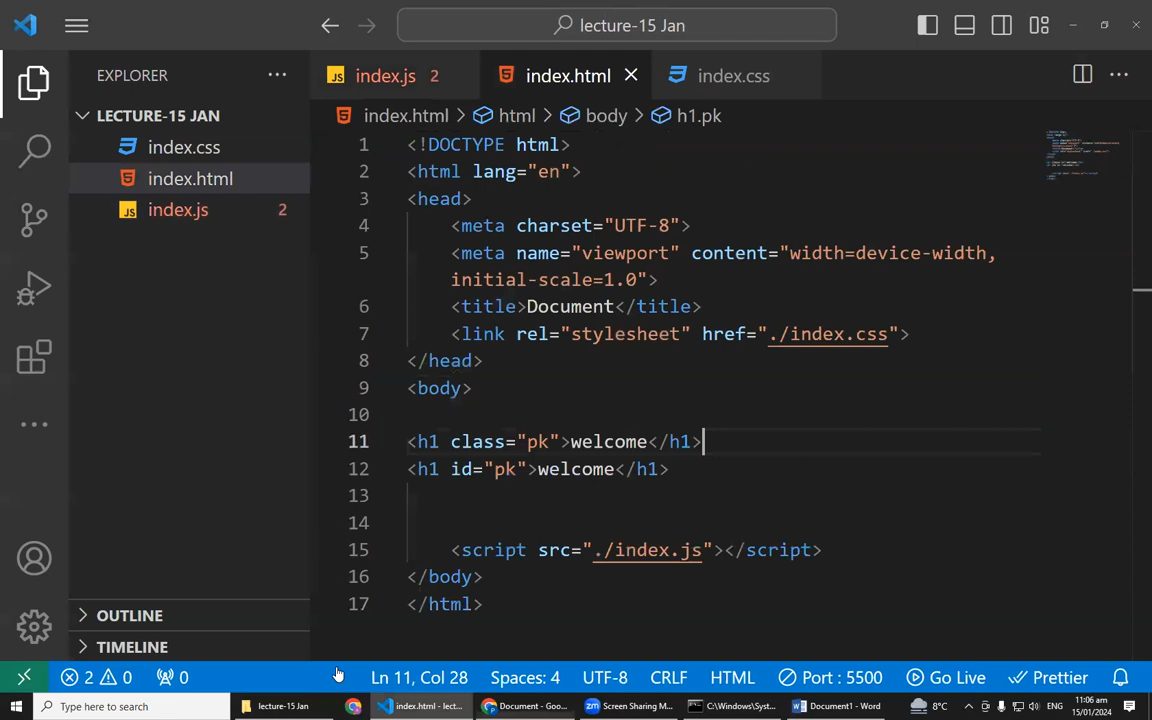 lecture-15 Jan
EXPLORER
LECTURE-15 JAN
index.css
index.html
JS index.js 2
OUTLINE
TIMELINE
JS index.js 2
index.html
index.css
index.html > html > body > h1.pk
1 <!DOCTYPE html>
2 <html lang="en">
3 <head>
4 <meta charset="UTF-8">
5 <meta name="viewport" content="width=device-width,
initial-scale=1.0">
6 <title>Document</title>
7 <link rel="stylesheet" href="./index.css">
8 </head>
9 <body>
10
11 <h1 class="pk">welcome</h1>
12 <h1 id="pk">welcome</h1>
13
14
15 <script src="./index.js"></script>
16 </body>
17 </html>
2 0 0 Ln 11, Col 28 Spaces: 4 UTF-8 CRLF HTML Port : 5500 Go Live Prettier
Type here to search lecture-15 Jan index.html - lect... Document - Goo... Screen Sharing M... C:\Windows\Syst... Document1 - Word 8°C ENG
11:06 am
15/01/2024